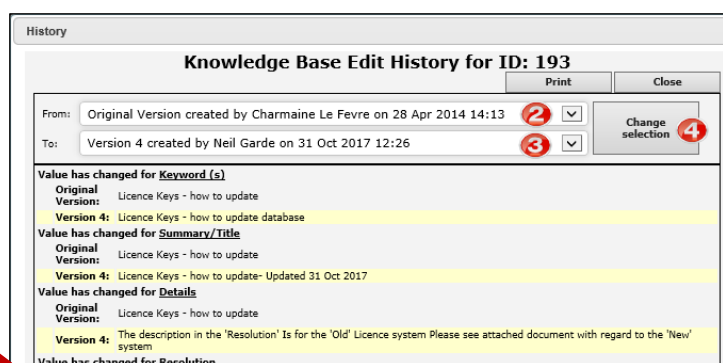 History
Knowledge Base Edit History for ID: 193
Print Close
From: Original Version created by Charmaine Le Fevre on 28 Apr 2014 14:13 2
To: Version 4 created by Neil Garde on 31 Oct 2017 12:26 3
Change
selection 4
Value has changed for Keyword (s)
Original
Version: Licence Keys - how to update
Version 4: Licence Keys - how to update database
Value has changed for Summary/Title
Original
Version: Licence Keys - how to update
Version 4: Licence Keys - how to update- Updated 31 Oct 2017
Value has changed for Details
Original
Version: Licence Keys - how to update
Version 4: The description in the 'Resolution' Is for the 'Old' Licence system Please see attached document with regard to the 'New'
system
Value has changed for Resolution